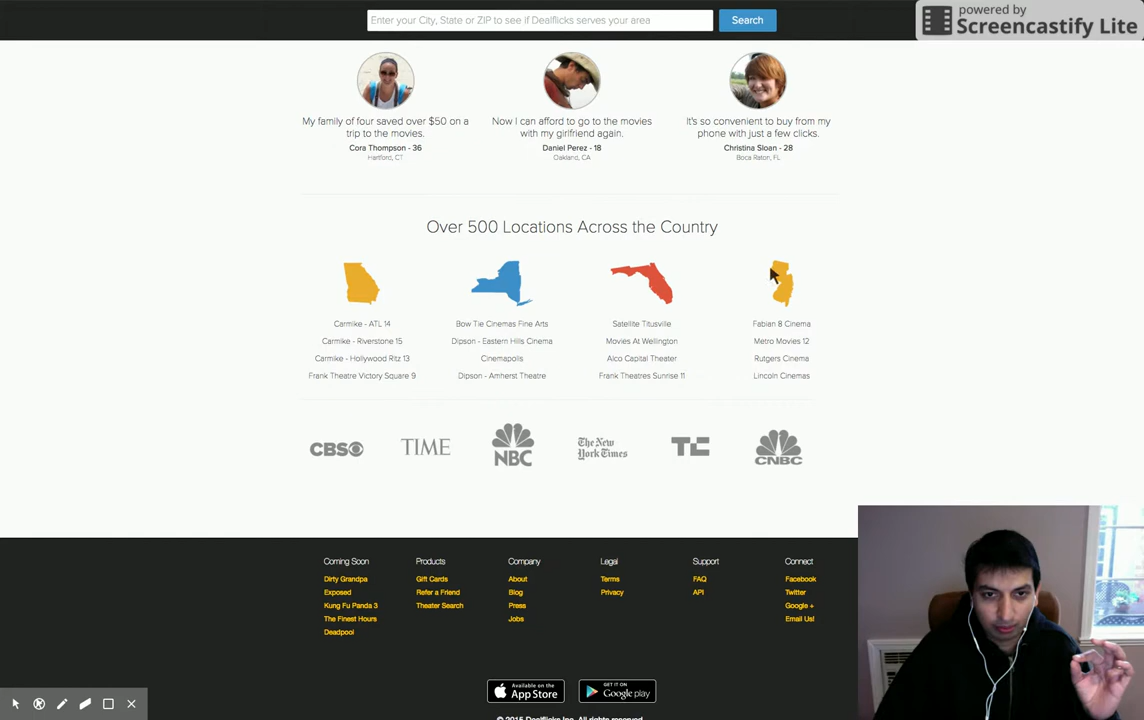 powered by
Screencastify Lite
Enter your City, State or ZIP to see if Dealflicks serves your area
Search
My family of four saved over $50 on a
trip to the movies.
Cora Thompson - 36
Hartford, CT
Now I can afford to go to the movies
with my girlfriend again.
Daniel Perez - 18
Oakland, CA
It's so convenient to buy from my
phone with just a few clicks.
Christina Sloan - 28
Boca Raton, FL
Over 500 Locations Across the Country
Carmike - ATL 14
Carmike - Riverstone 15
Carmike - Hollywood Ritz 13
Frank Theatre Victory Square 9
Bow Tie Cinemas Fine Arts
Dipson - Eastern Hills Cinema
Cinemapolis
Dipson - Amherst Theatre
Satellite Titusville
Movies At Wellington
Alco Capital Theater
Frank Theatres Sunrise 11
Fabian 8 Cinema
Metro Movies 12
Rutgers Cinema
Lincoln Cinemas
CBS
TIME
NBC
The New
York Times
TC
CNBC
Coming Soon
Dirty Grandpa
Exposed
Kung Fu Panda 3
The Finest Hours
Deadpool
Products
Gift Cards
Refer a Friend
Theater Search
Company
About
Blog
Press
Jobs
Legal
Terms
Privacy
Support
FAQ
API
Connect
Facebook
Twitter
Google +
Email Us!
Available on the
App Store
GET IT ON
Google play
© 2015 Dealflicks Inc. All rights reserved.